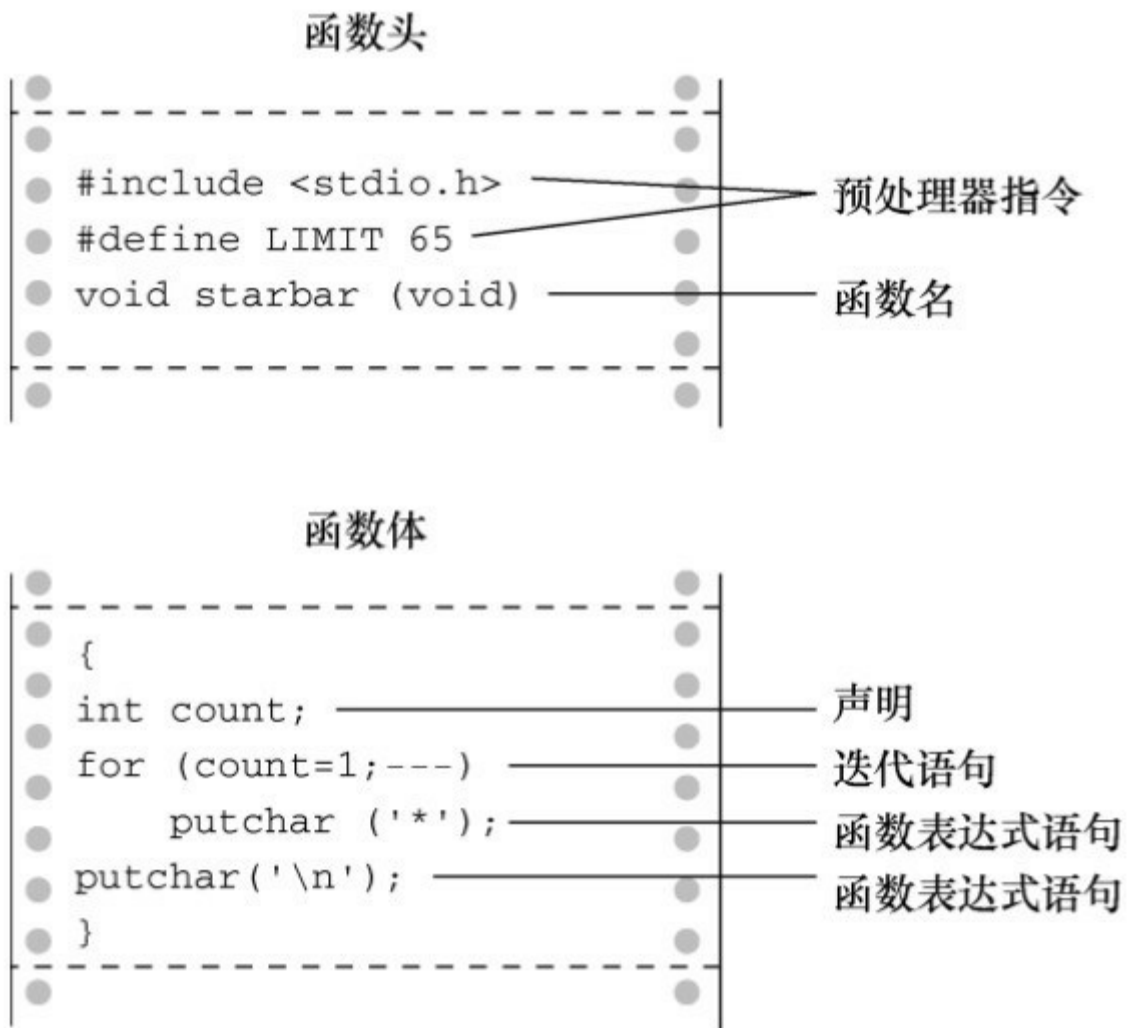 函数头
#include <stdio.h>
预处理器指令
#define LIMIT 65
void starbar (void)
函数名
函数体
{
int count;
声明
for (count=1;---)
迭代语句
putchar ('*');
函数表达式语句
putchar('\n');
函数表达式语句
}